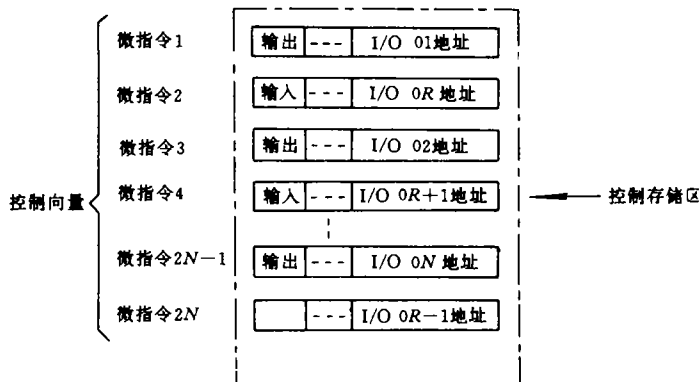 微指令1 输出 --- I/O 01地址
微指令2 输入 --- I/O 0R 地址
微指令3 输出 --- I/O 02地址
控制向量 微指令4 输入 --- I/O 0R+1地址 控制存储区
微指令2N-1 输出 --- I/O 0N 地址
微指令2N --- I/O 0R-1地址